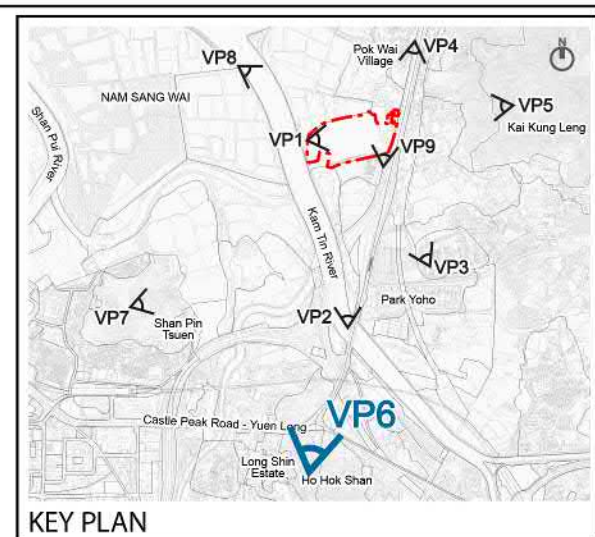 VP8
Pok Wai
Village
VP4
N
NAM SANG WAI
VP5
Kai Kung Leng
Shan Pui River
VP1
VP9
Kam Tin River
VP3
Park Yoho
VP7
Shan Pin
Tsuen
VP2
Castle Peak Road - Yuen Long
VP6
Long Shin
Estate
Ho Hok Shan
KEY PLAN